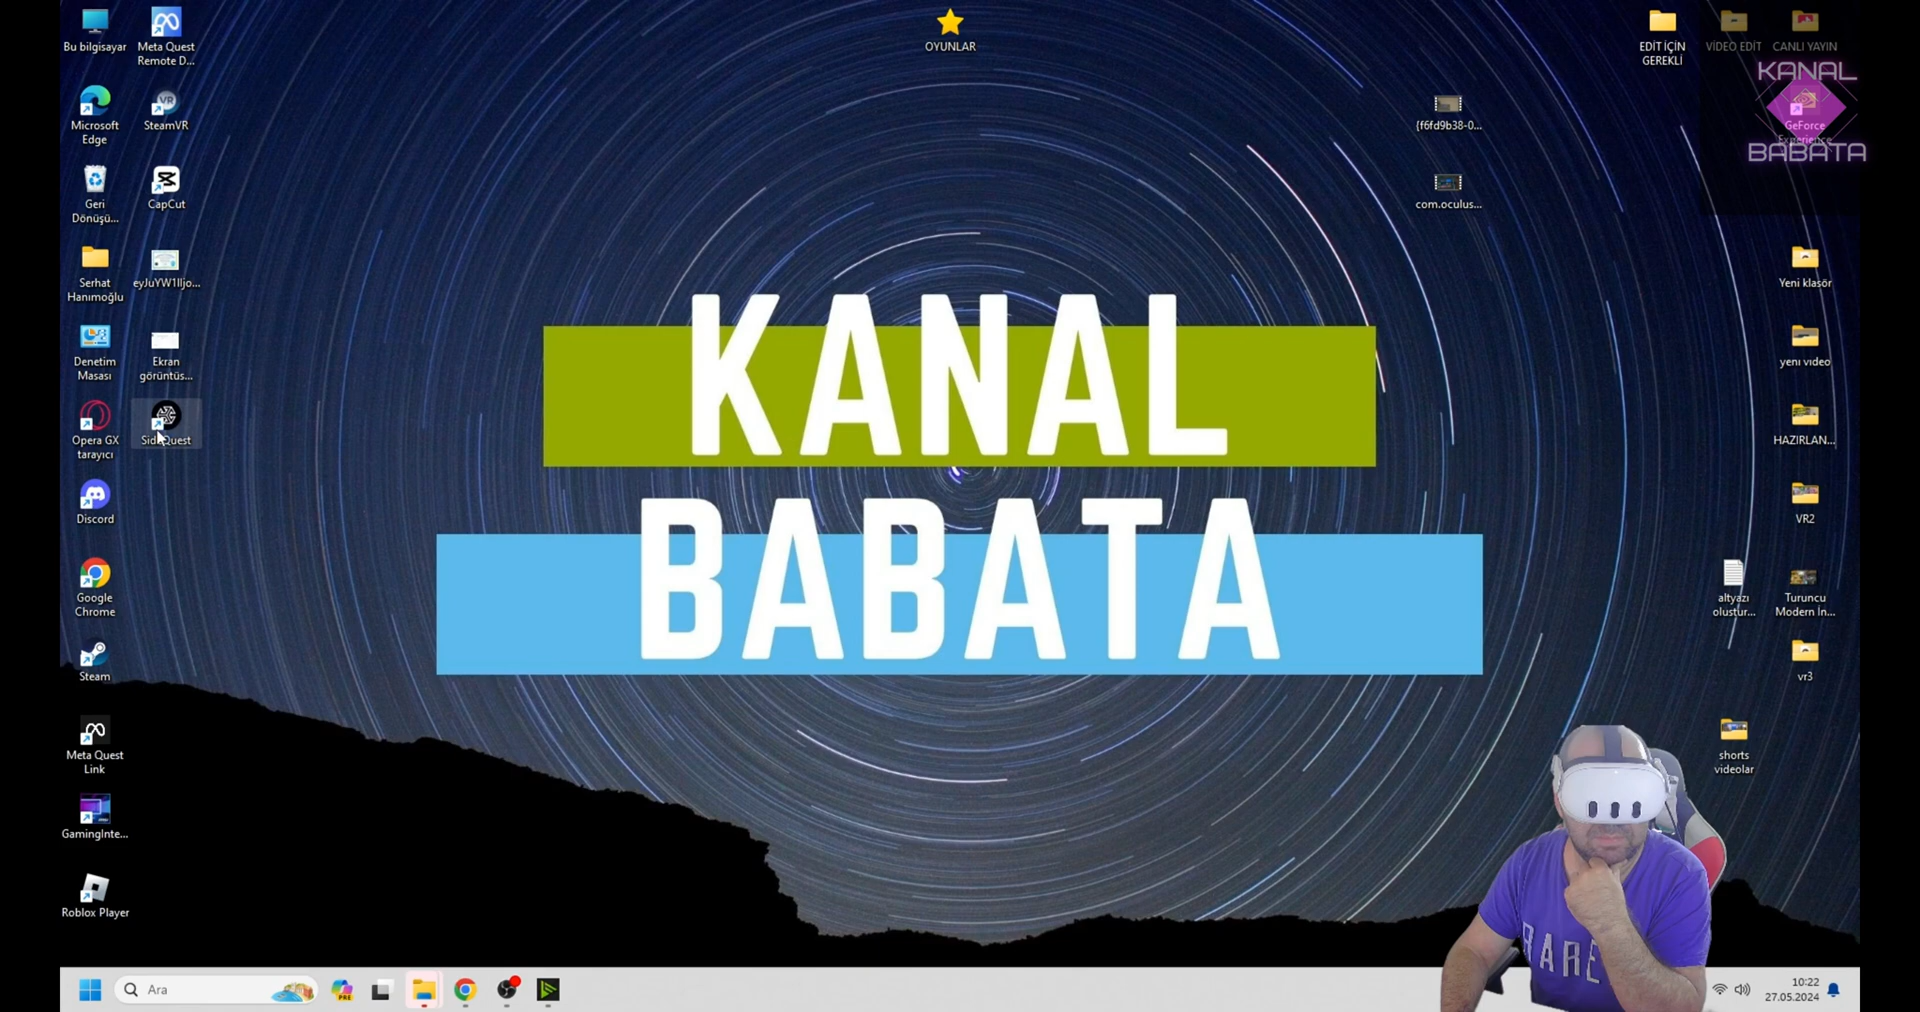 Bu bilgisayar
Meta Quest
Remote D...
OYUNLAR
EDİT İÇİN
GEREKLİ
VİDEO EDİT
CANLI YAYIN
KANAL
BABATA
GeForce
Experience
Microsoft
Edge
SteamVR
{f6fd9b38-0...
Geri
Dönüşü...
CapCut
com.oculus...
Serhat
Hanımoğlu
eyJuYW1lIjo...
Yeni klasör
Denetim
Masası
Ekran
görüntüs...
yeni video
KANAL
BABATA
Opera GX
tarayıcı
SideQuest
HAZIRLAN...
Discord
VR2
Google
Chrome
altyazı
oluştur...
Turuncu
Modern İn...
Steam
vr3
Meta Quest
Link
shorts
videolar
GamingInte...
Roblox Player
BARE
Ara
PRE
10:22
27.05.2024